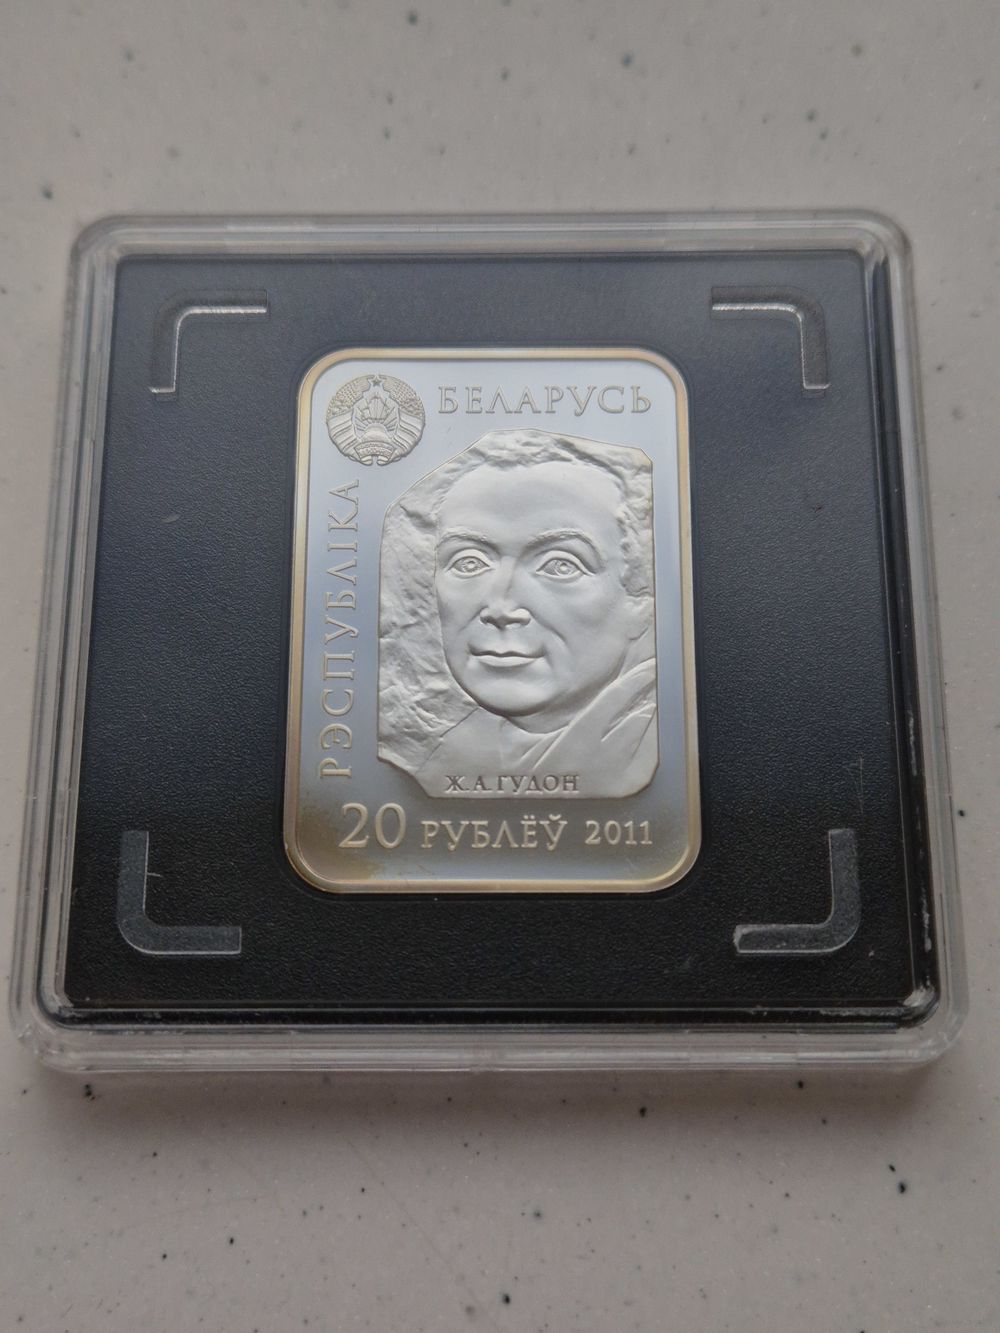 БЕЛАРУСЬ
РЭСПУБЛІКА
Ж. А. ГУДОН
20 РУБЛЁЎ 2011